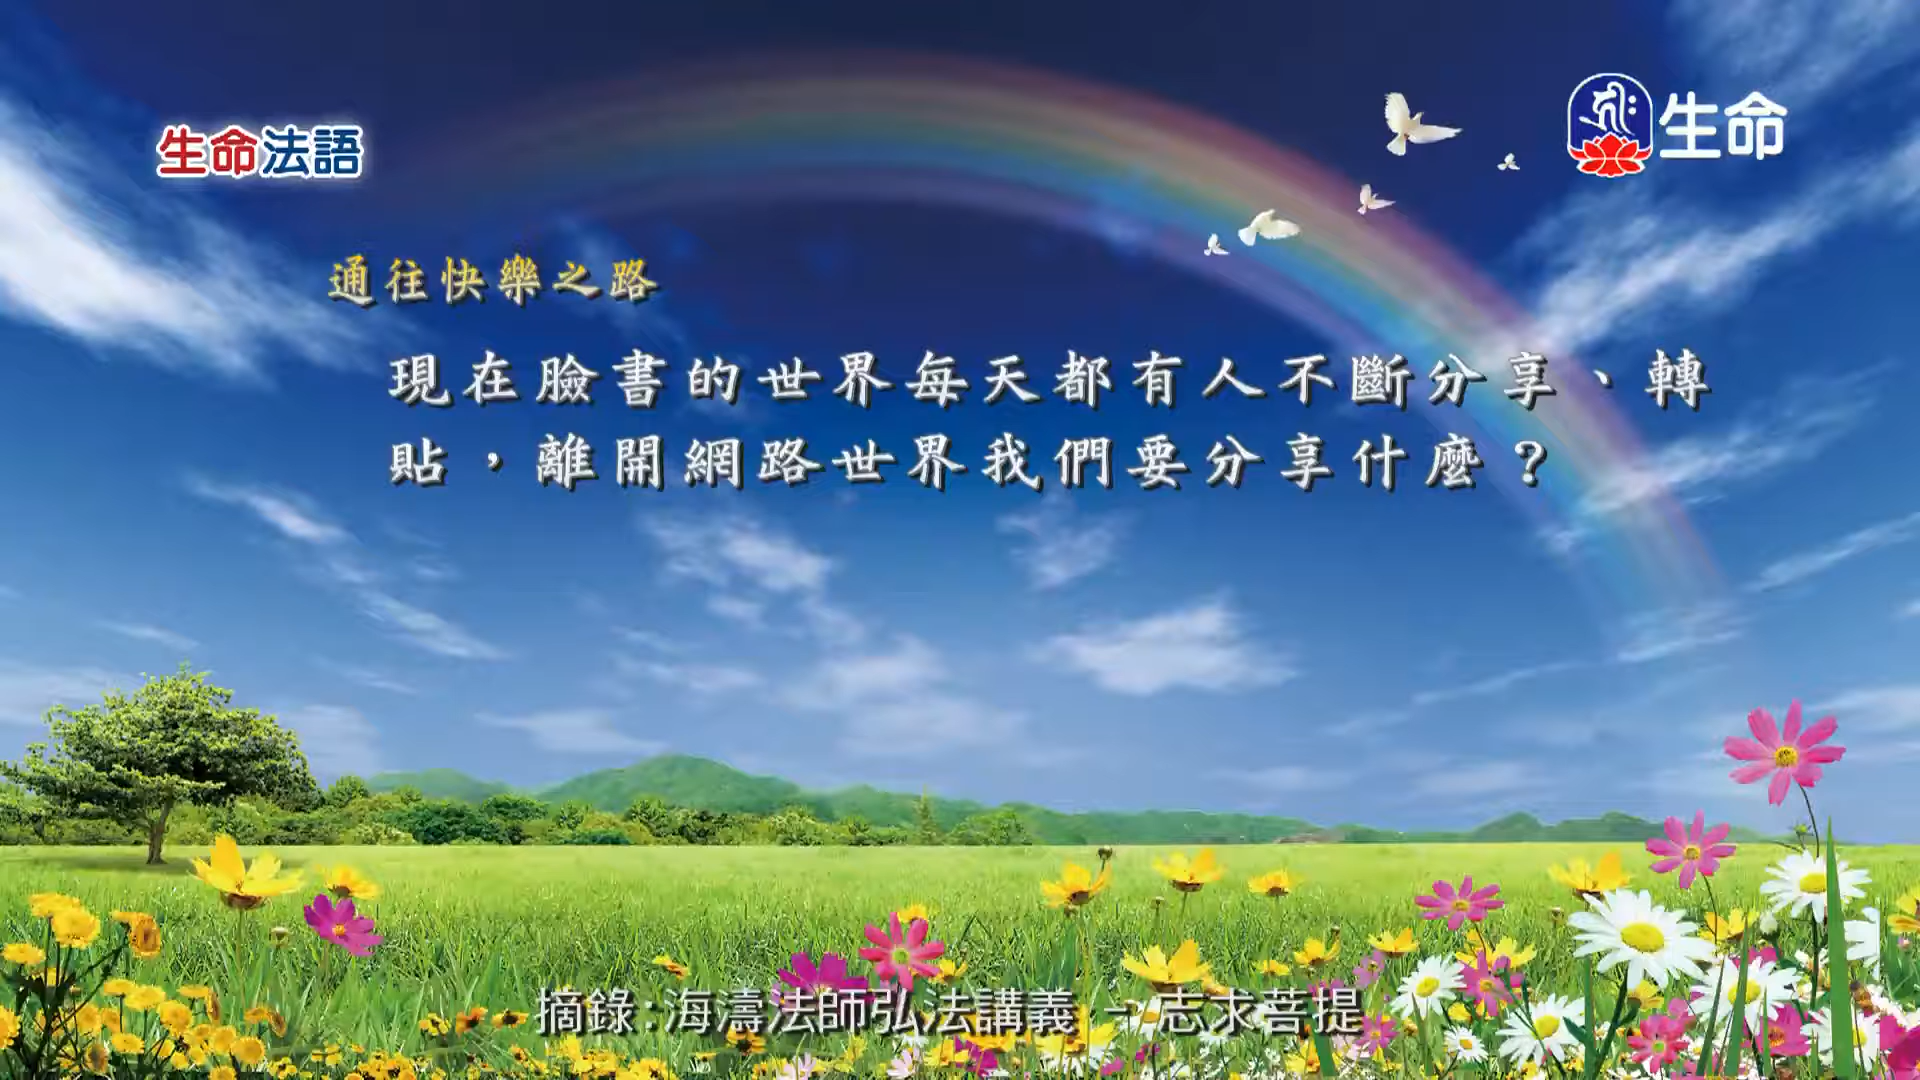 生命法語
生命
通往快樂之路
現在臉書的世界每天都有人不斷分享、轉
貼，離開網路世界我們要分享什麼？
摘錄:海濤法師弘法講義 - 志求菩提